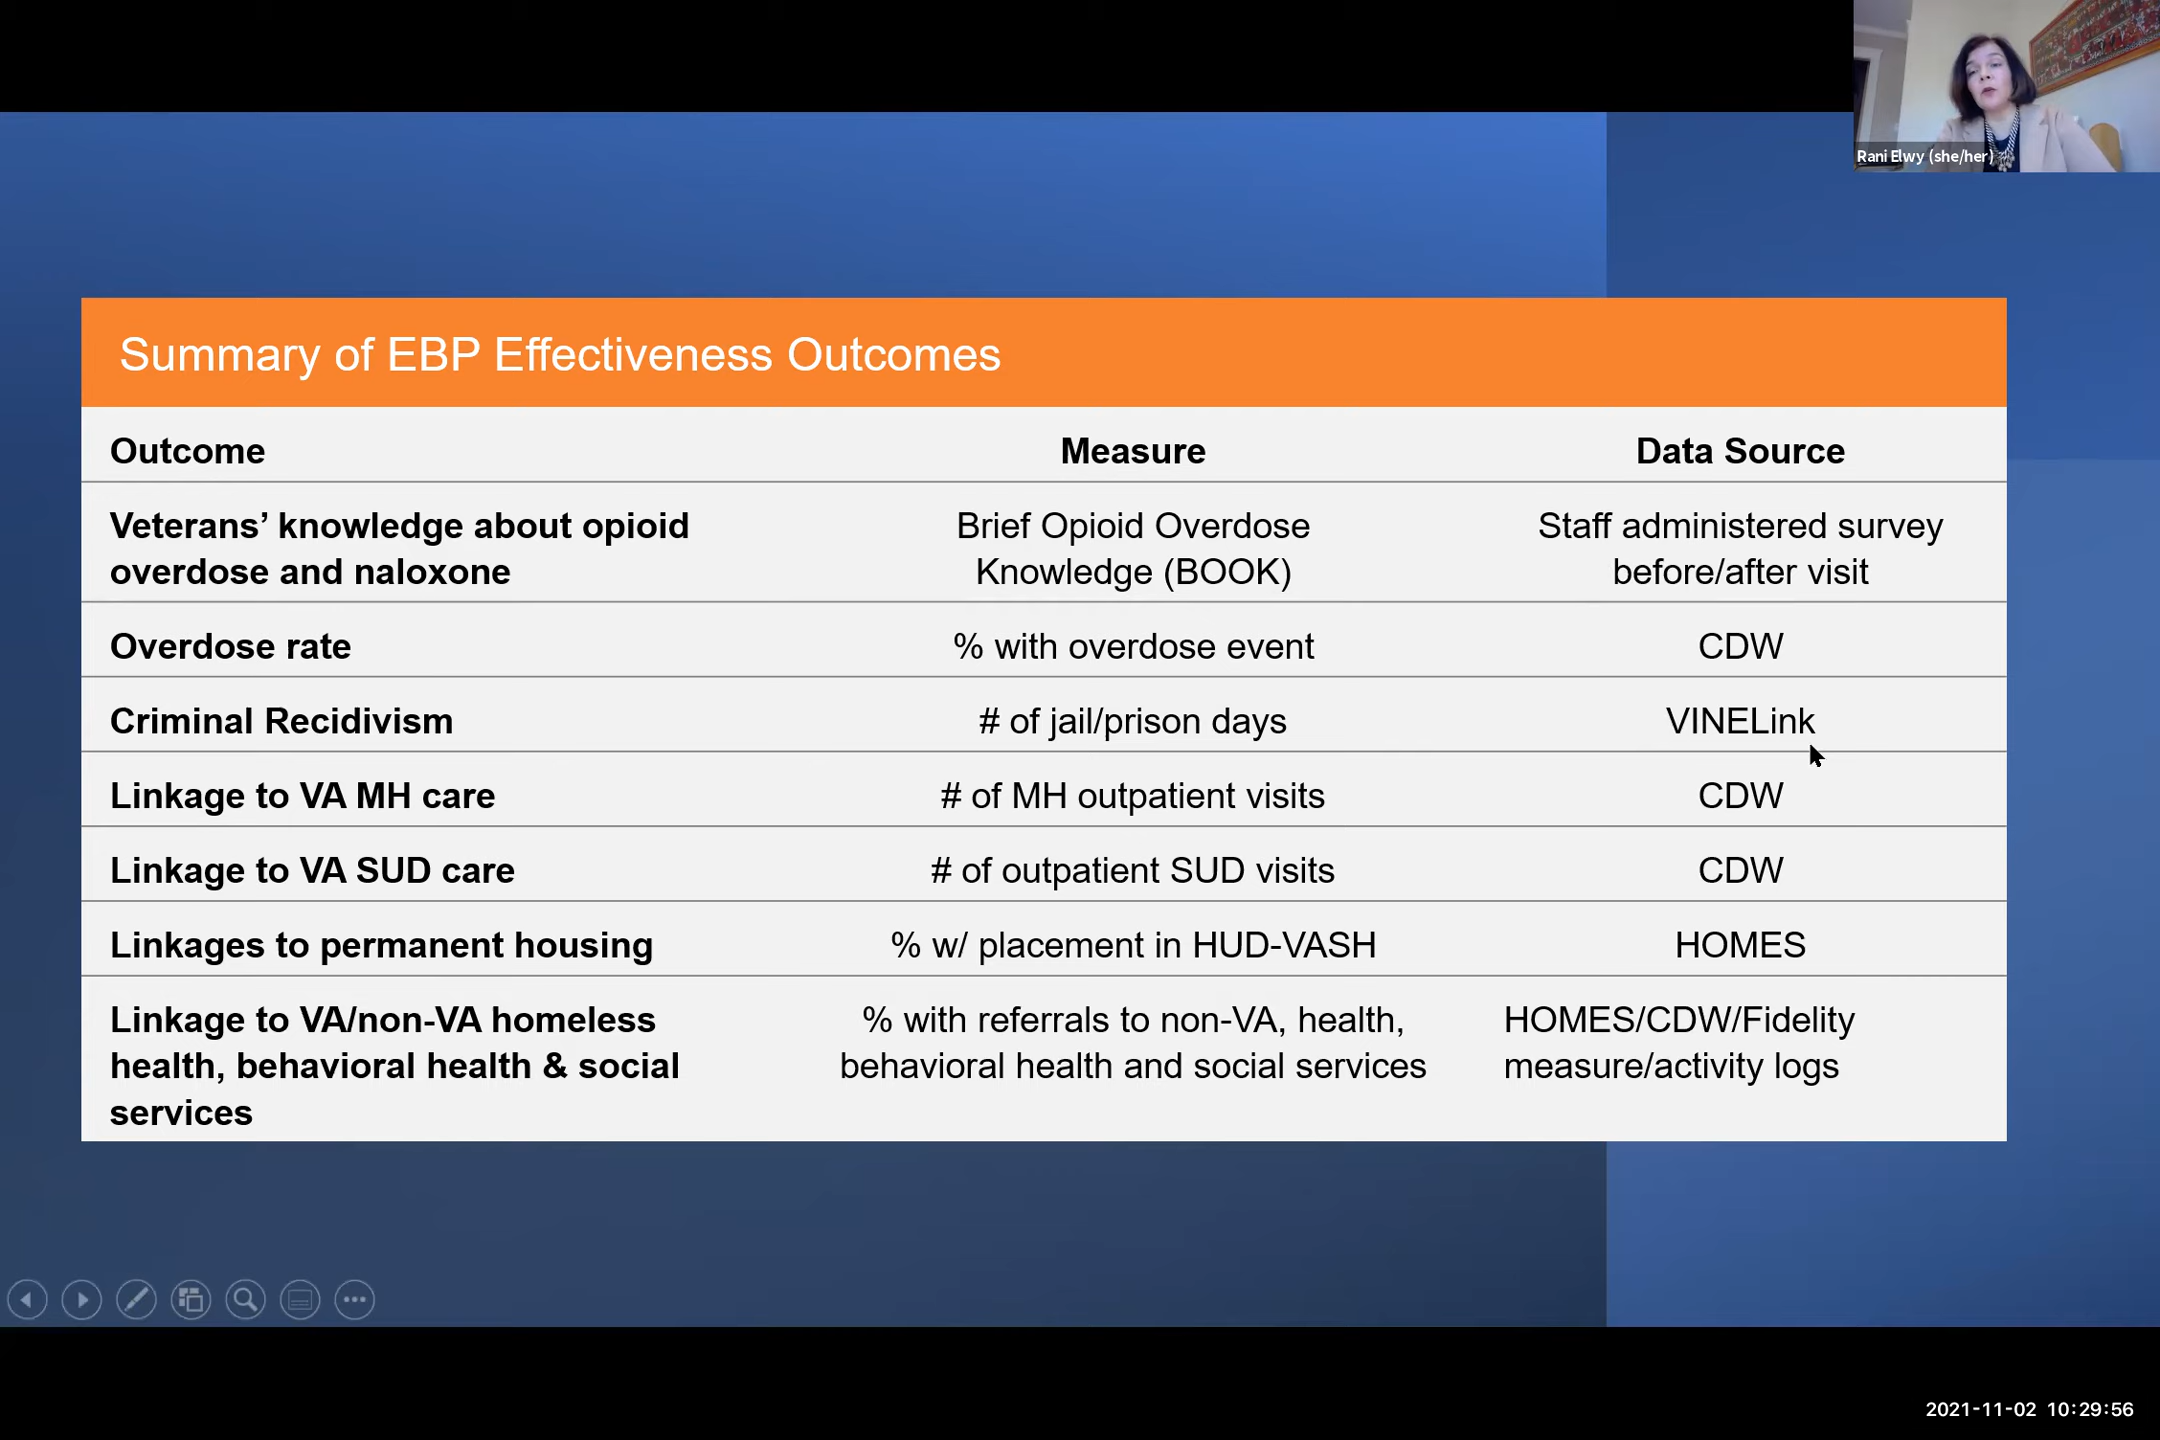 Rani Elwy (she/her)
Summary of EBP Effectiveness Outcomes
Outcome Measure Data Source
Veterans’ knowledge about opioid
overdose and naloxone
Brief Opioid Overdose
Knowledge (BOOK)
Staff administered survey
before/after visit
Overdose rate % with overdose event CDW
Criminal Recidivism # of jail/prison days VINELink
Linkage to VA MH care # of MH outpatient visits CDW
Linkage to VA SUD care # of outpatient SUD visits CDW
Linkages to permanent housing % w/ placement in HUD-VASH HOMES
Linkage to VA/non-VA homeless
health, behavioral health & social
services
% with referrals to non-VA, health,
behavioral health and social services
HOMES/CDW/Fidelity
measure/activity logs
2021-11-02 10:29:56